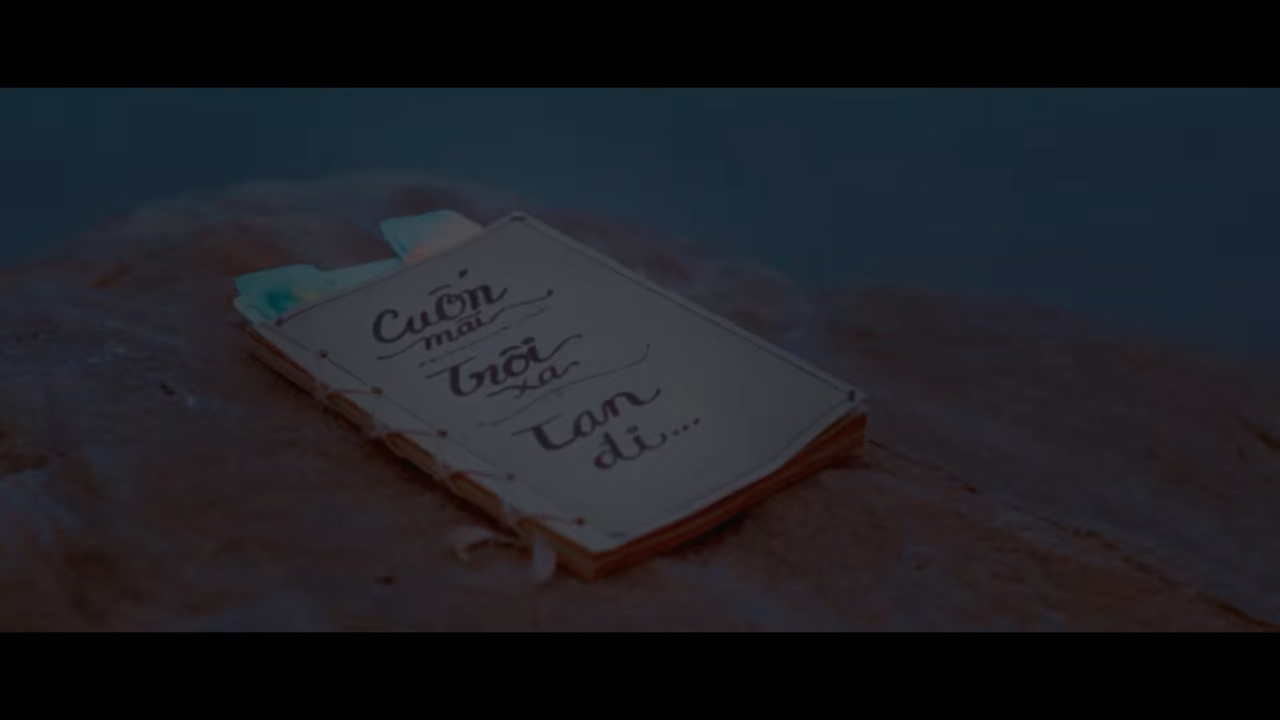 Cuốn
mãi
Trôi
xa
Tan
đi...